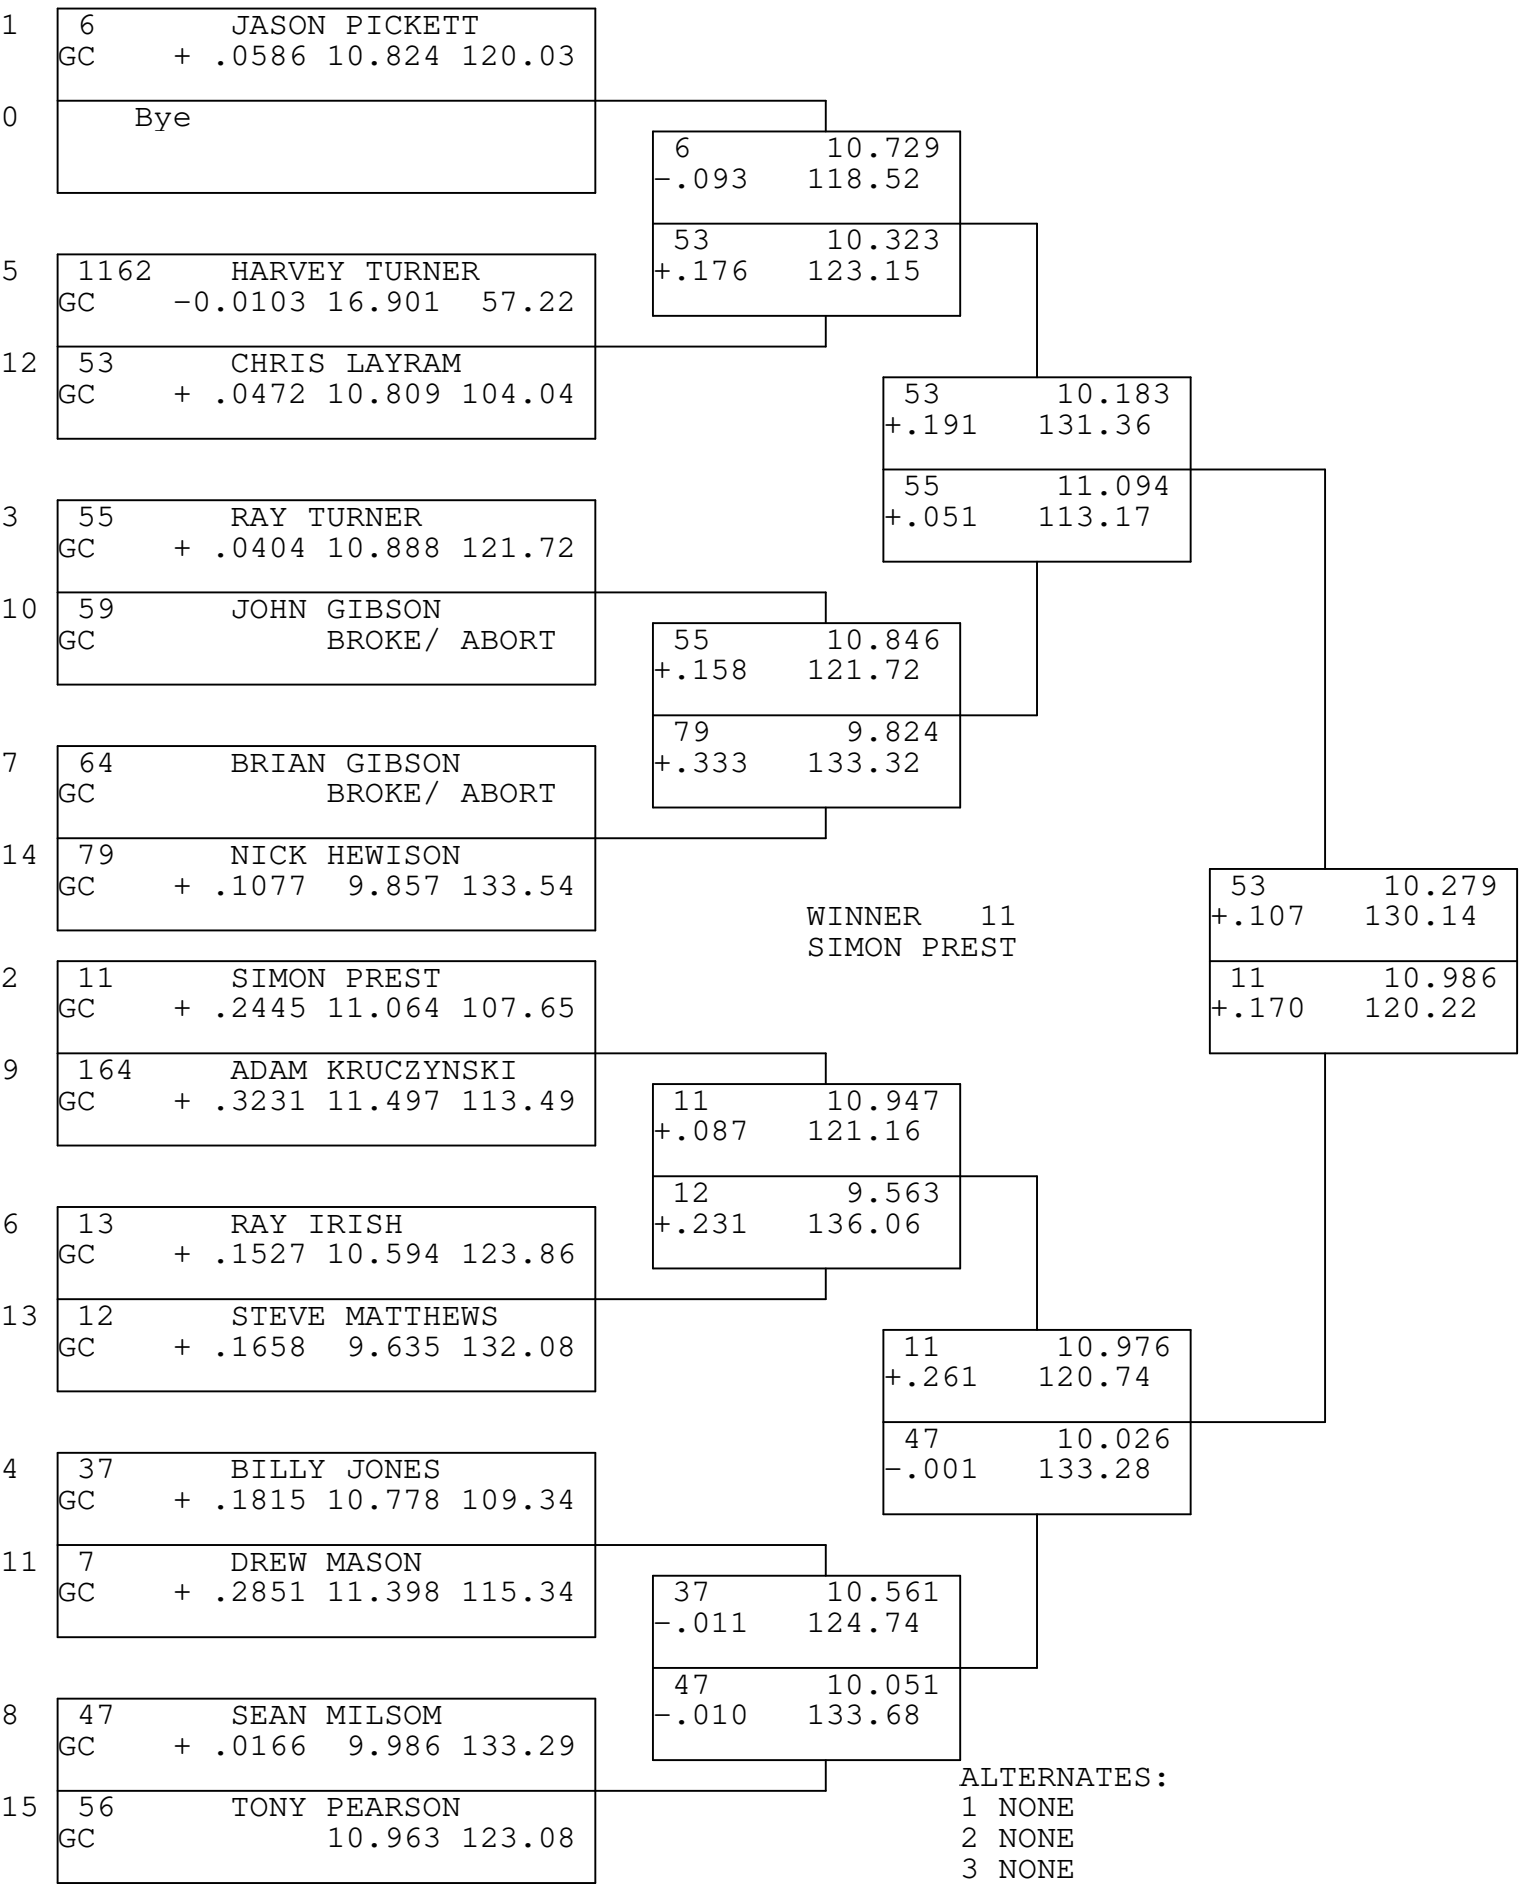 1 6 JASON PICKETT
GC + .0586 10.824 120.03
0 Bye
5 1162 HARVEY TURNER
GC -0.0103 16.901 57.22
12 53 CHRIS LAYRAM
GC + .0472 10.809 104.04
3 55 RAY TURNER
GC + .0404 10.888 121.72
10 59 JOHN GIBSON
GC BROKE/ ABORT
7 64 BRIAN GIBSON
GC BROKE/ ABORT
14 79 NICK HEWISON
GC + .1077 9.857 133.54
2 11 SIMON PREST
GC + .2445 11.064 107.65
9 164 ADAM KRUCZYNSKI
GC + .3231 11.497 113.49
6 13 RAY IRISH
GC + .1527 10.594 123.86
13 12 STEVE MATTHEWS
GC + .1658 9.635 132.08
4 37 BILLY JONES
GC + .1815 10.778 109.34
11 7 DREW MASON
GC + .2851 11.398 115.34
8 47 SEAN MILSOM
GC + .0166 9.986 133.29
15 56 TONY PEARSON
GC 10.963 123.08
6 10.729
-.093 118.52
53 10.323
+.176 123.15
55 10.846
+.158 121.72
79 9.824
+.333 133.32
11 10.947
+.087 121.16
12 9.563
+.231 136.06
37 10.561
-.011 124.74
47 10.051
-.010 133.68
53 10.183
+.191 131.36
55 11.094
+.051 113.17
11 10.976
+.261 120.74
47 10.026
-.001 133.28
53 10.279
+.107 130.14
11 10.986
+.170 120.22
WINNER 11
SIMON PREST
ALTERNATES:
1 NONE
2 NONE
3 NONE